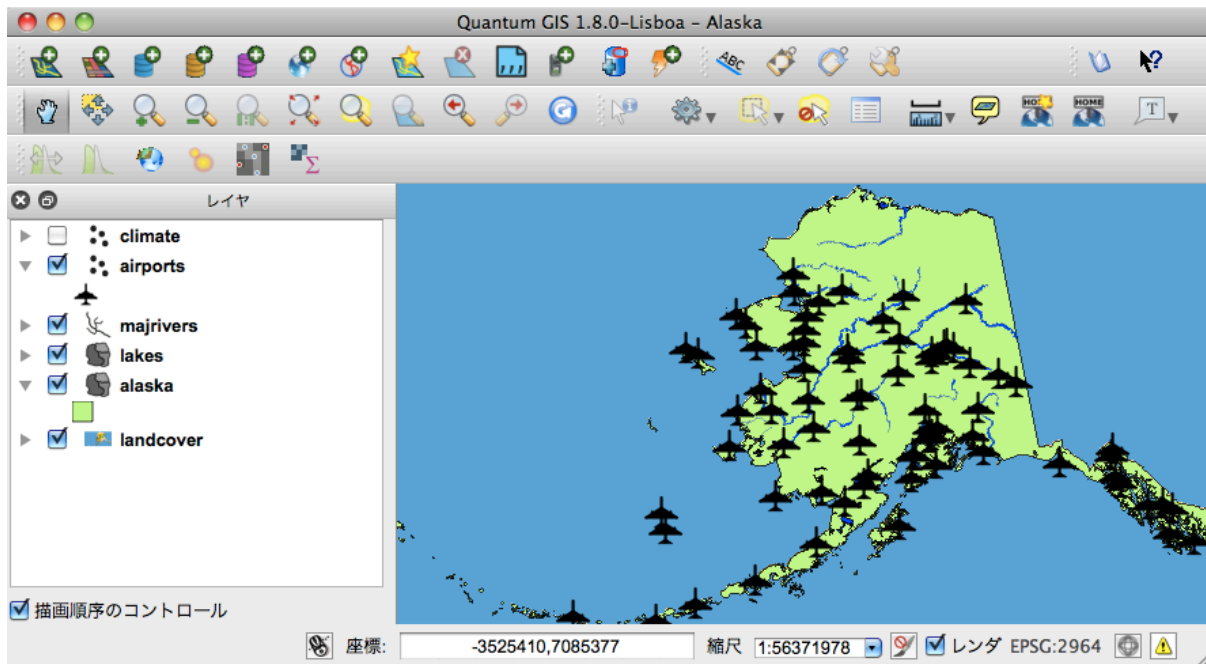 Quantum GIS 1.8.0-Lisboa - Alaska
ABC
HOME
T
Σ
レイヤ
climate
airports
majrivers
lakes
alaska
landcover
描画順序のコントロール
座標: -3525410,7085377 縮尺 1:56371978 レンダ EPSG:2964